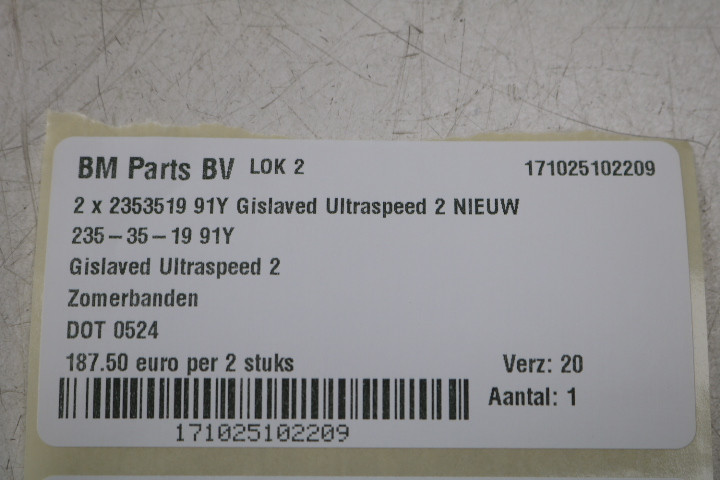 BM Parts BV LOK 2 171025102209
2 x 2353519 91Y Gislaved Ultraspeed 2 NIEUW
235-35-19 91Y
Gislaved Ultraspeed 2
Zomerbanden
DOT 0524
187.50 euro per 2 stuks Verz: 20
Aantal: 1
171025102209